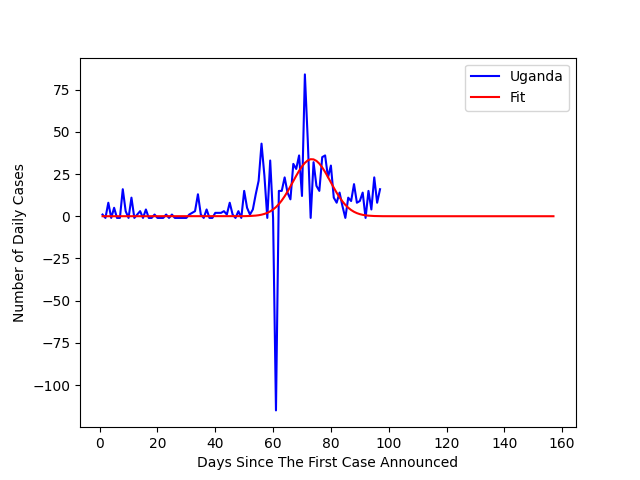 Uganda
Fit
75
50
25
0
−25
−50
−75
−100
Number of Daily Cases
0 20 40 60 80 100 120 140 160
Days Since The First Case Announced